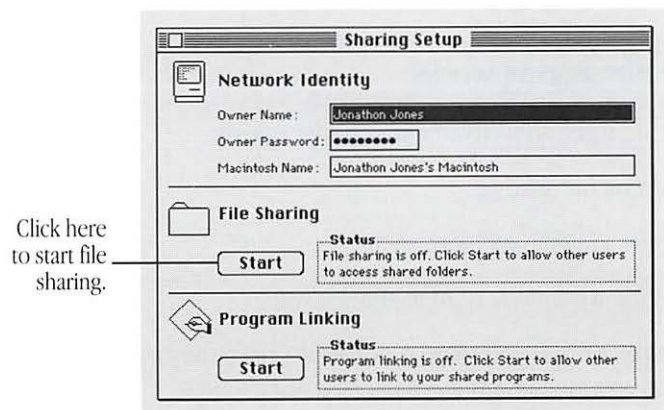 Sharing Setup
Network Identity
Owner Name:
Jonathon Jones
Owner Password:
••••••••
Macintosh Name:
Jonathon Jones's Macintosh
File Sharing
Click here
to start file
sharing.
Start
Status
File sharing is off. Click Start to allow other users
to access shared folders.
Program Linking
Start
Status
Program linking is off. Click Start to allow other
users to link to your shared programs.